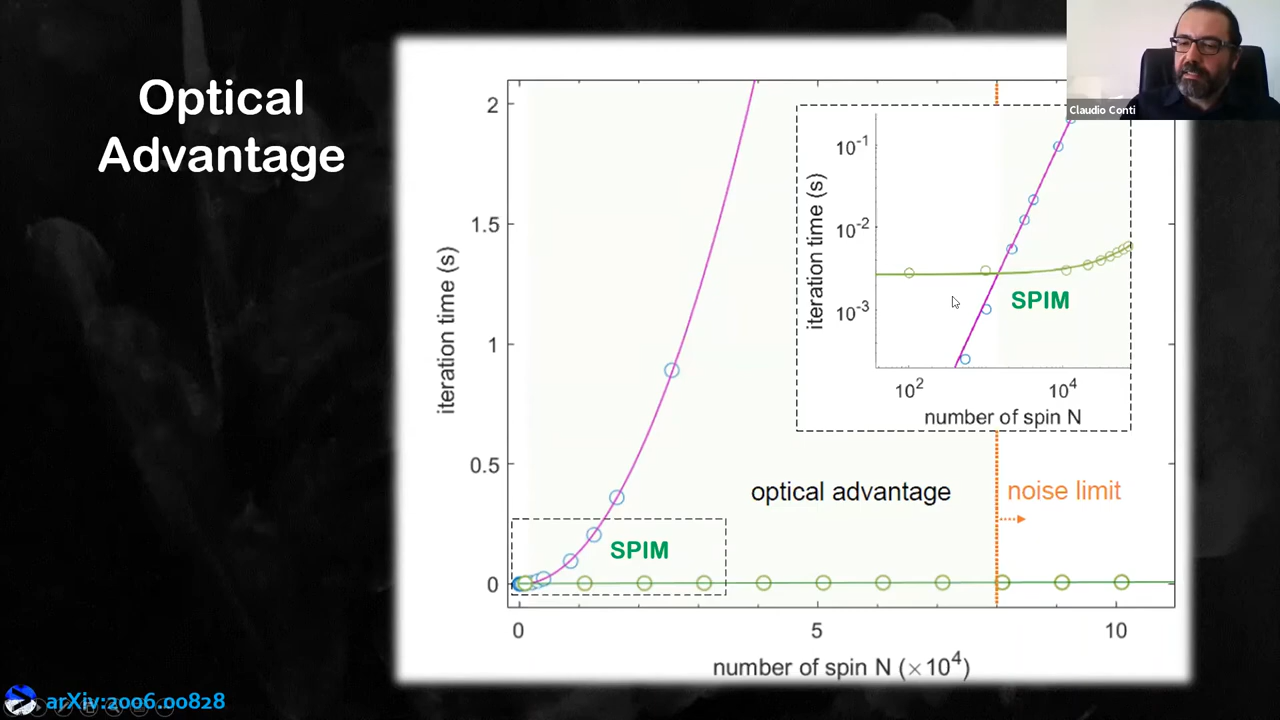 Optical
Advantage
Claudio Conti
2
1.5
1
0.5
0
iteration time (s)
0
5
10
number of spin N (×10⁴)
10⁻¹
10⁻²
10⁻³
iteration time (s)
SPIM
10²
10⁴
number of spin N
optical advantage
noise limit
SPIM
arXiv:2006.00828